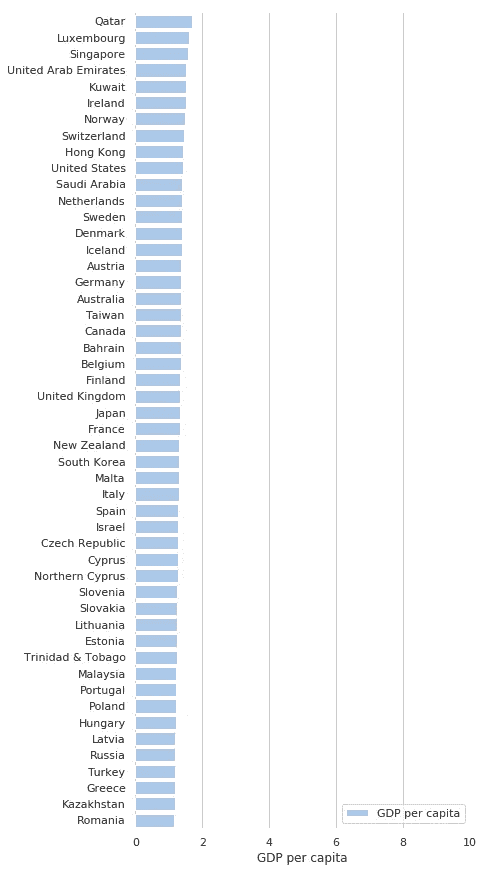 Qatar
Luxembourg
Singapore
United Arab Emirates
Kuwait
Ireland
Norway
Switzerland
Hong Kong
United States
Saudi Arabia
Netherlands
Sweden
Denmark
Iceland
Austria
Germany
Australia
Taiwan
Canada
Bahrain
Belgium
Finland
United Kingdom
Japan
France
New Zealand
South Korea
Malta
Italy
Spain
Israel
Czech Republic
Cyprus
Northern Cyprus
Slovenia
Slovakia
Lithuania
Estonia
Trinidad & Tobago
Malaysia
Portugal
Poland
Hungary
Latvia
Russia
Turkey
Greece
Kazakhstan
Romania
GDP per capita
0 2 4 6 8 10
GDP per capita